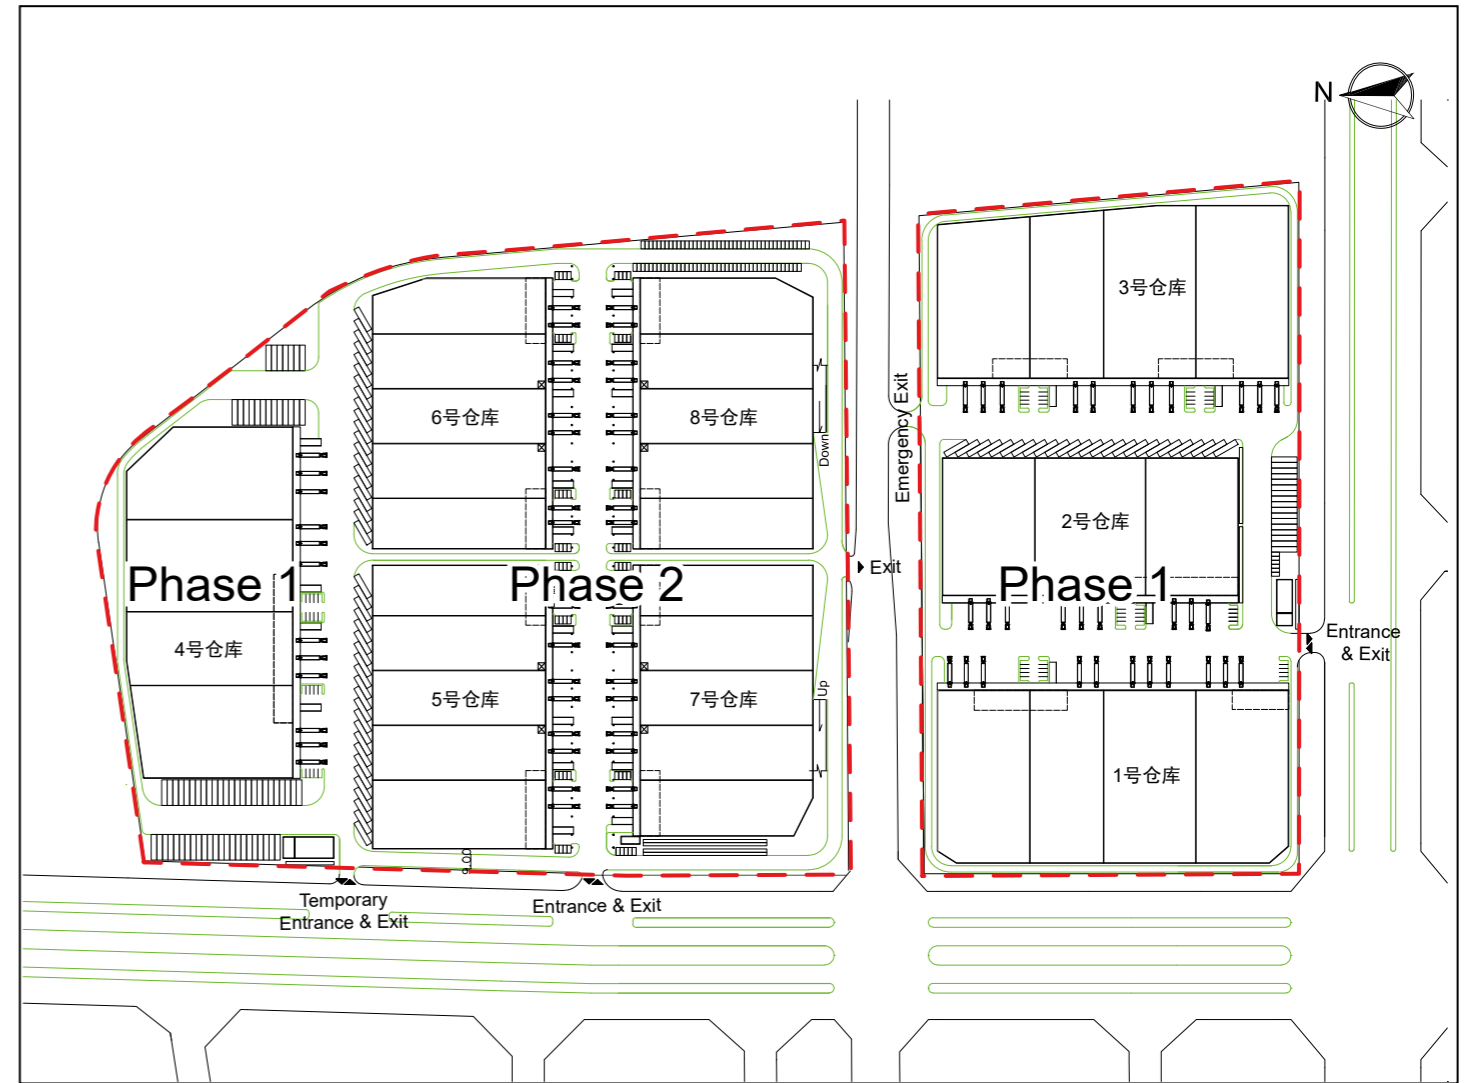 N
3号仓库
Emergency Exit
6号仓库
8号仓库
Down
2号仓库
Exit
Phase 1
Phase 2
Phase 1
Entrance
& Exit
4号仓库
5号仓库
7号仓库
Up
1号仓库
Temporary
Entrance & Exit
Entrance & Exit